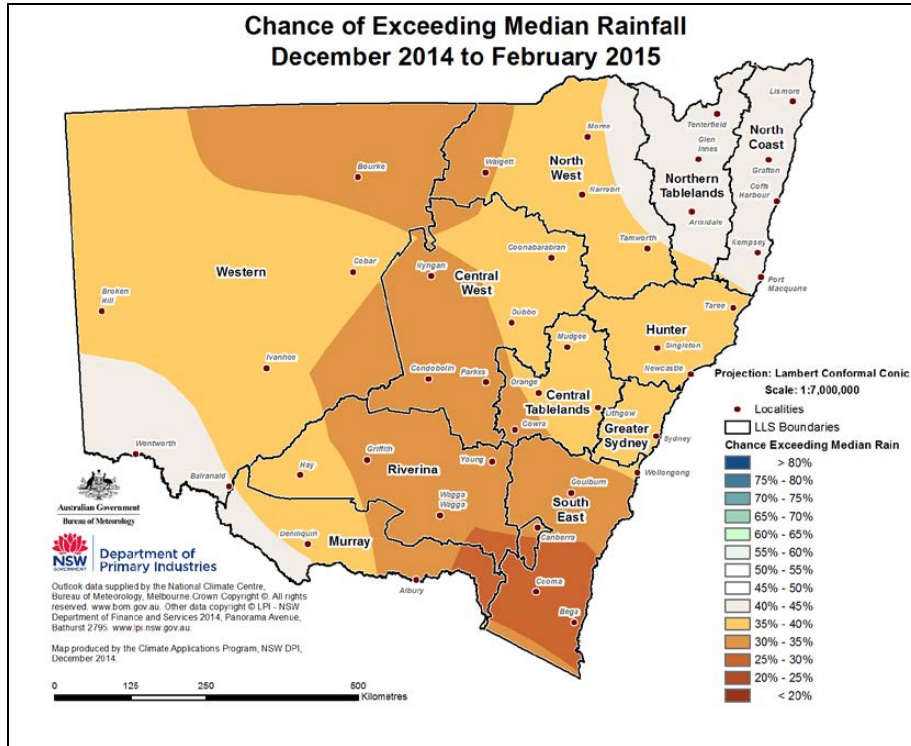 Chance of Exceeding Median Rainfall
December 2014 to February 2015
Lismore
Tenterfield
Moree
North
Coast
Glen
Innes
Walgett
North
West
Bourke
Grafton
Northern
Tablelands
Narrabri
Coffs
Harbour
Armidale
Coonabarabran
Tamworth
Kempsey
Western
Cobar
Nyngan
Central
West
Port
Macquarie
Broken
Hill
Taree
Dubbo
Mudgee
Hunter
Singleton
Ivanhoe
Newcastle
Condobolin
Parkes
Orange
Central
Tablelands
Lithgow
Greater
Sydney
Cowra
Sydney
Wentworth
Griffith
Young
Balranald
Hay
Riverina
Wollongong
Goulburn
Wagga
Wagga
South
East
Deniliquin
Murray
Canberra
Albury
Cooma
Bega
Projection: Lambert Conformal Conic
Scale: 1:7,000,000
Localities
LLS Boundaries
Chance Exceeding Median Rain
> 80%
75% - 80%
70% - 75%
65% - 70%
60% - 65%
55% - 60%
50% - 55%
45% - 50%
40% - 45%
35% - 40%
30% - 35%
25% - 30%
20% - 25%
< 20%
Australian Government
Bureau of Meteorology
NSW
GOVERNMENT
Department of
Primary Industries
Outlook data supplied by the National Climate Centre,
Bureau of Meteorology, Melbourne.Crown Copyright ©. All rights
reserved. www.bom.gov.au. Other data copyright © LPI - NSW
Department of Finance and Services 2014, Panorama Avenue,
Bathurst 2795. www.lpi.nsw.gov.au.
Map produced by the Climate Applications Program, NSW DPI,
December 2014.
0 125 250 500
Kilometres